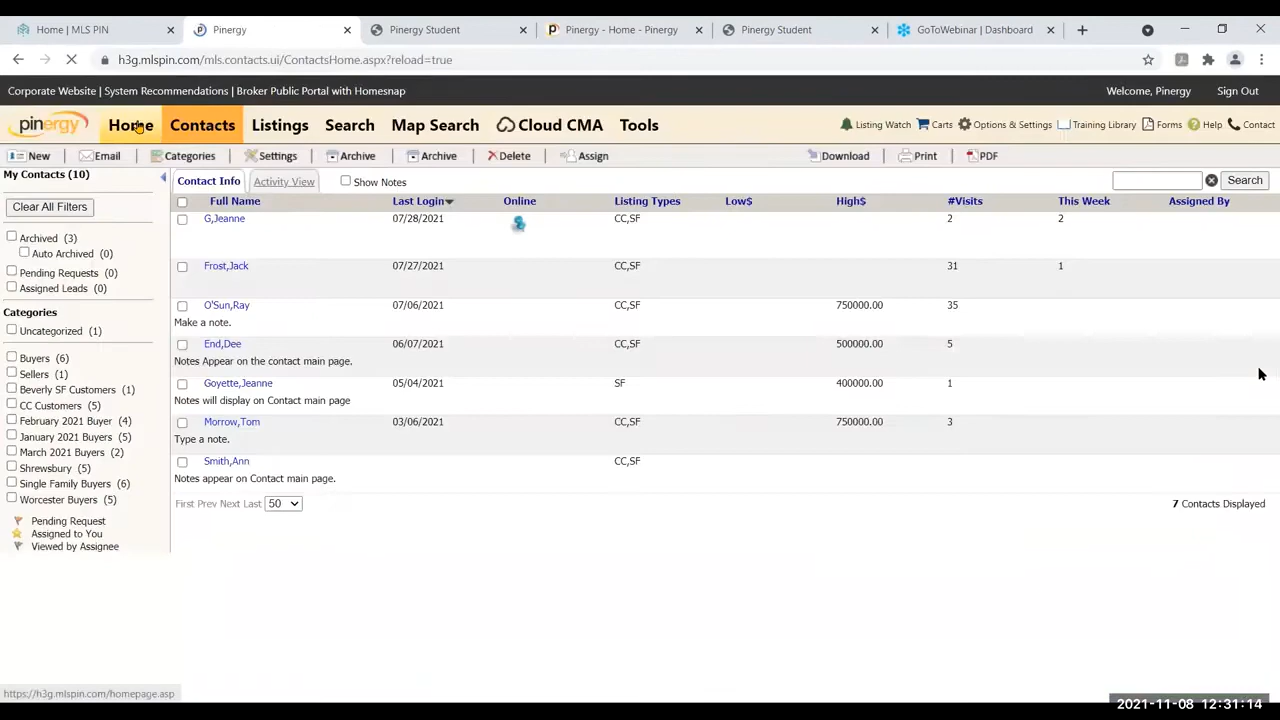 Home | MLS PIN
Pinergy
Pinergy Student
Pinergy - Home - Pinergy
Pinergy Student
GoToWebinar | Dashboard
h3g.mlspin.com/mls.contacts.ui/ContactsHome.aspx?reload=true
Corporate Website | System Recommendations | Broker Public Portal with Homesnap
Welcome, Pinergy Sign Out
pinergy Home Contacts Listings Search Map Search Cloud CMA Tools
Listing Watch Carts Options & Settings Training Library Forms Help Contact
New Email Categories Settings Archive Archive Delete Assign Download Print PDF
My Contacts (10)
Clear All Filters
Archived (3)
Auto Archived (0)
Pending Requests (0)
Assigned Leads (0)
Categories
Uncategorized (1)
Buyers (6)
Sellers (1)
Beverly SF Customers (1)
CC Customers (5)
February 2021 Buyer (4)
January 2021 Buyers (5)
March 2021 Buyers (2)
Shrewsbury (5)
Single Family Buyers (6)
Worcester Buyers (5)
Pending Request
Assigned to You
Viewed by Assignee
Contact Info Activity View Show Notes Search
Full Name Last Login Online Listing Types Low$ High$ #Visits This Week Assigned By
G,Jeanne 07/28/2021 CC,SF 2 2
Frost,Jack 07/27/2021 CC,SF 31 1
O'Sun,Ray 07/06/2021 CC,SF 750000.00 35
Make a note.
End,Dee 06/07/2021 CC,SF 500000.00 5
Notes Appear on the contact main page.
Goyette,Jeanne 05/04/2021 SF 400000.00 1
Notes will display on Contact main page
Morrow,Tom 03/06/2021 CC,SF 750000.00 3
Type a note.
Smith,Ann CC,SF
Notes appear on Contact main page.
First Prev Next Last 50 7 Contacts Displayed
https://h3g.mlspin.com/homepage.asp
2021-11-08 12:31:14